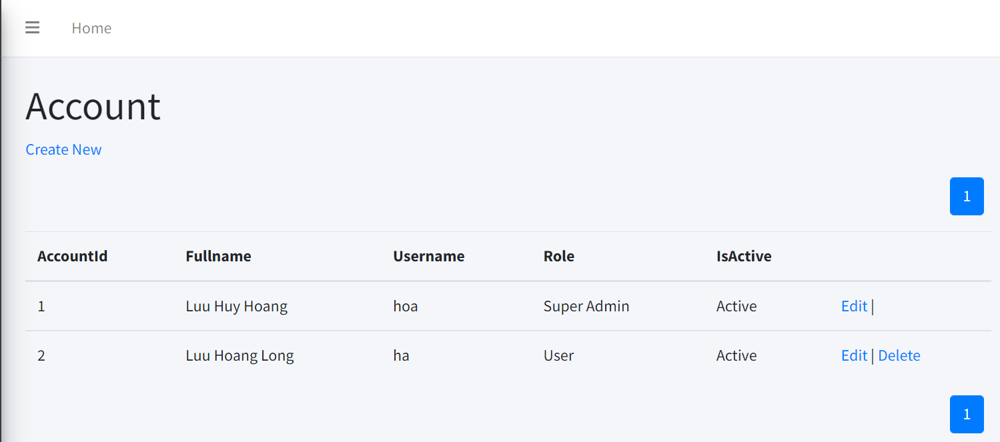 Home
Account
Create New
1
AccountId Fullname Username Role IsActive
1 Luu Huy Hoang hoa Super Admin Active Edit |
2 Luu Hoang Long ha User Active Edit | Delete
1